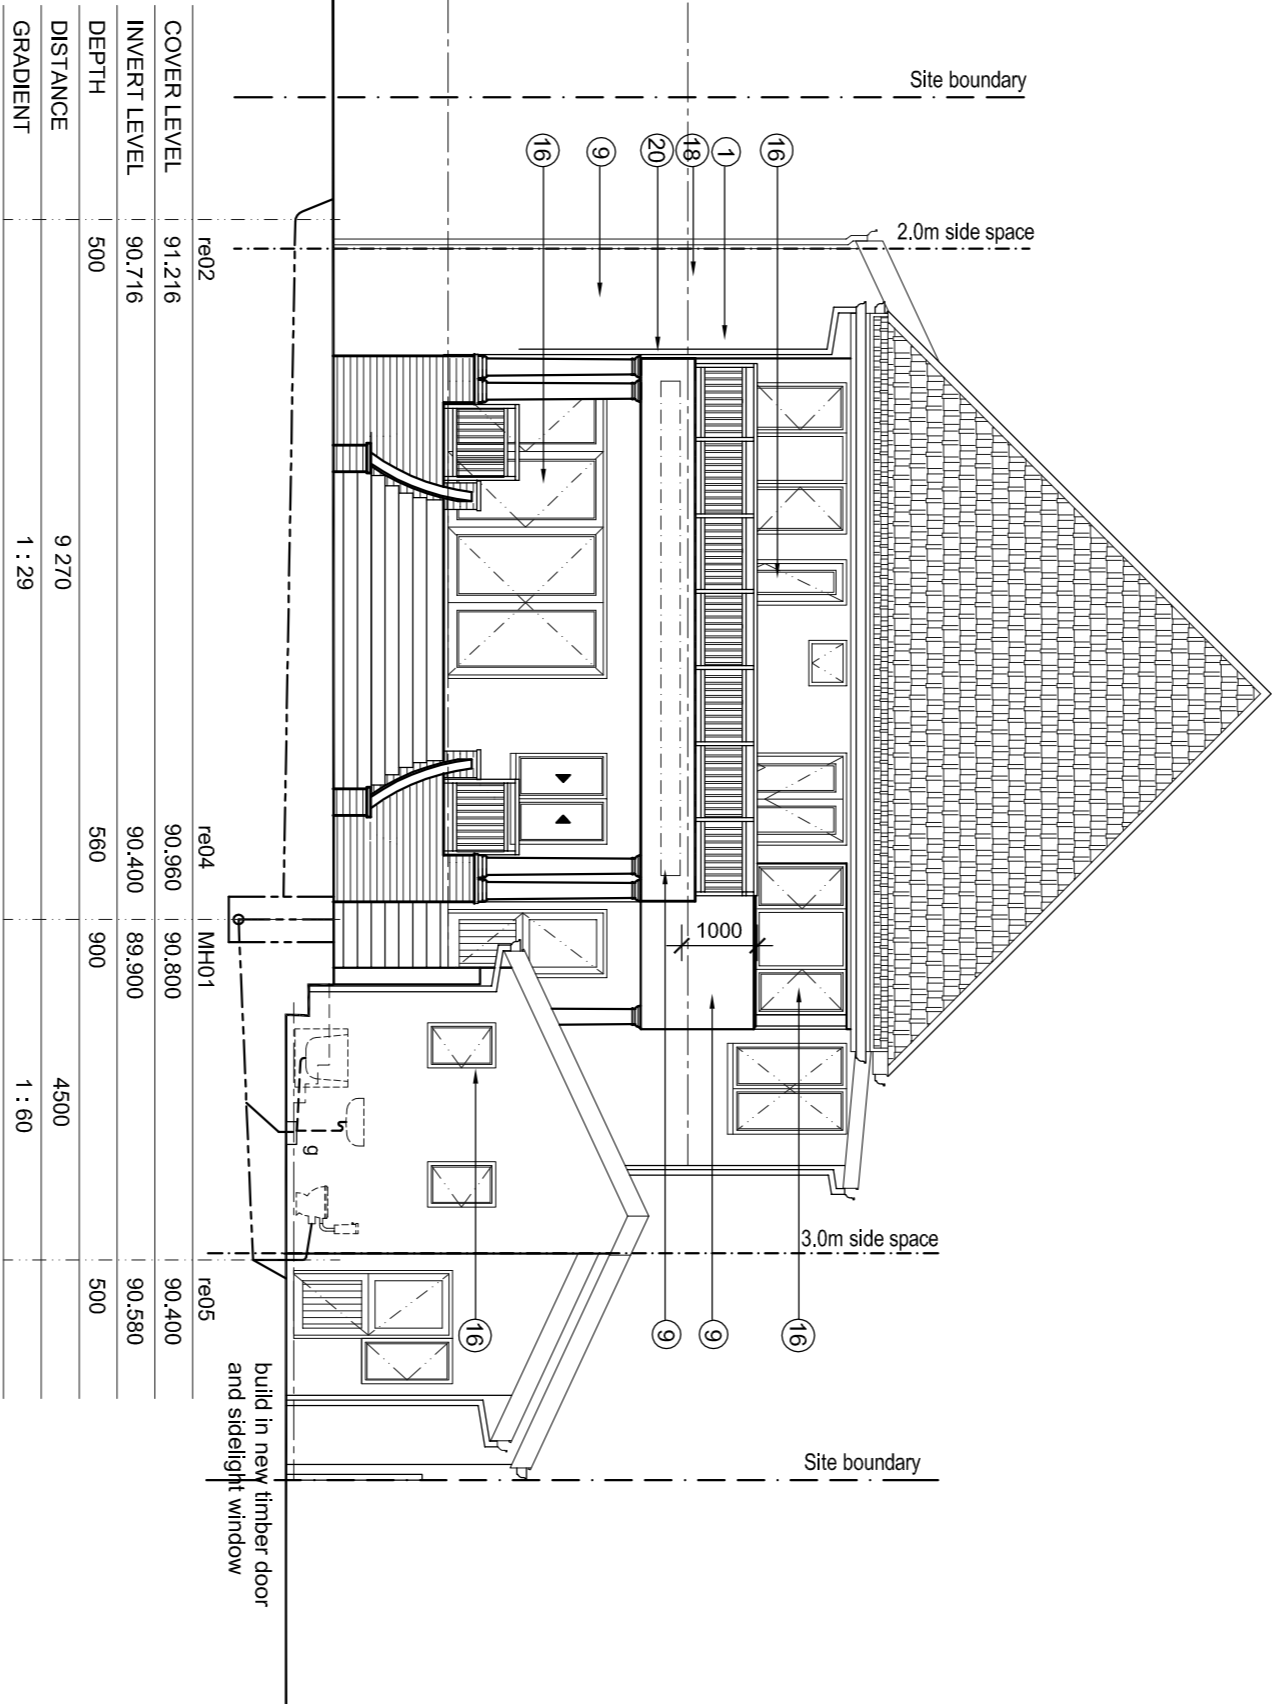 Site boundary
2.0m side space
16
1
18
20
9
16
1000
3.0m side space
16
9
9
16
Site boundary
g
build in new timber door
and sidelight window
re02 re04 MH01 re05
COVER LEVEL 91.216 90.960 90.800 90.400
INVERT LEVEL 90.716 90.400 89.900 90.580
DEPTH 500 560 900 500
DISTANCE 9 270 4500
GRADIENT 1 : 29 1 : 60